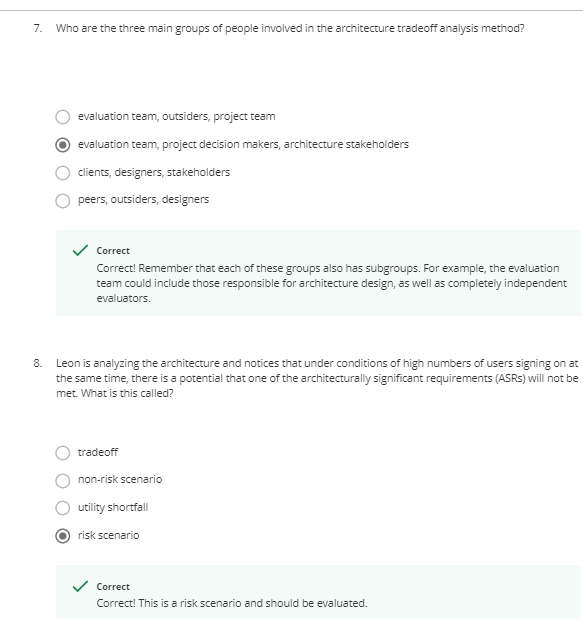 7. Who are the three main groups of people involved in the architecture tradeoff analysis method?
evaluation team, outsiders, project team
evaluation team, project decision makers, architecture stakeholders
clients, designers, stakeholders
peers, outsiders, designers
Correct
Correct! Remember that each of these groups also has subgroups. For example, the evaluation
team could include those responsible for architecture design, as well as completely independent
evaluators.
8. Leon is analyzing the architecture and notices that under conditions of high numbers of users signing on at
the same time, there is a potential that one of the architecturally significant requirements (ASRs) will not be
met. What is this called?
tradeoff
non-risk scenario
utility shortfall
risk scenario
Correct
Correct! This is a risk scenario and should be evaluated.